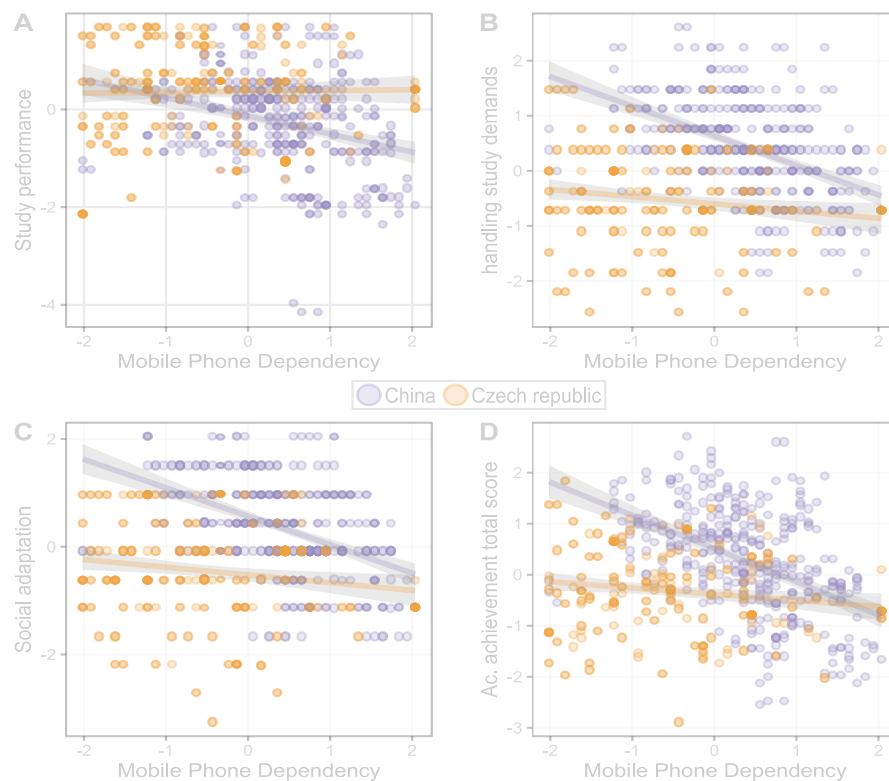 A
Study performance
0
-2
-4
-2
-1
0
1
2
Mobile Phone Dependency
B
handling study demands
2
1
0
-1
-2
-2
-1
0
1
2
Mobile Phone Dependency
China
Czech republic
C
Social adaptation
2
0
-2
-2
-1
0
1
2
Mobile Phone Dependency
D
Ac. achievement total score
2
1
0
-1
-2
-3
-2
-1
0
1
2
Mobile Phone Dependency